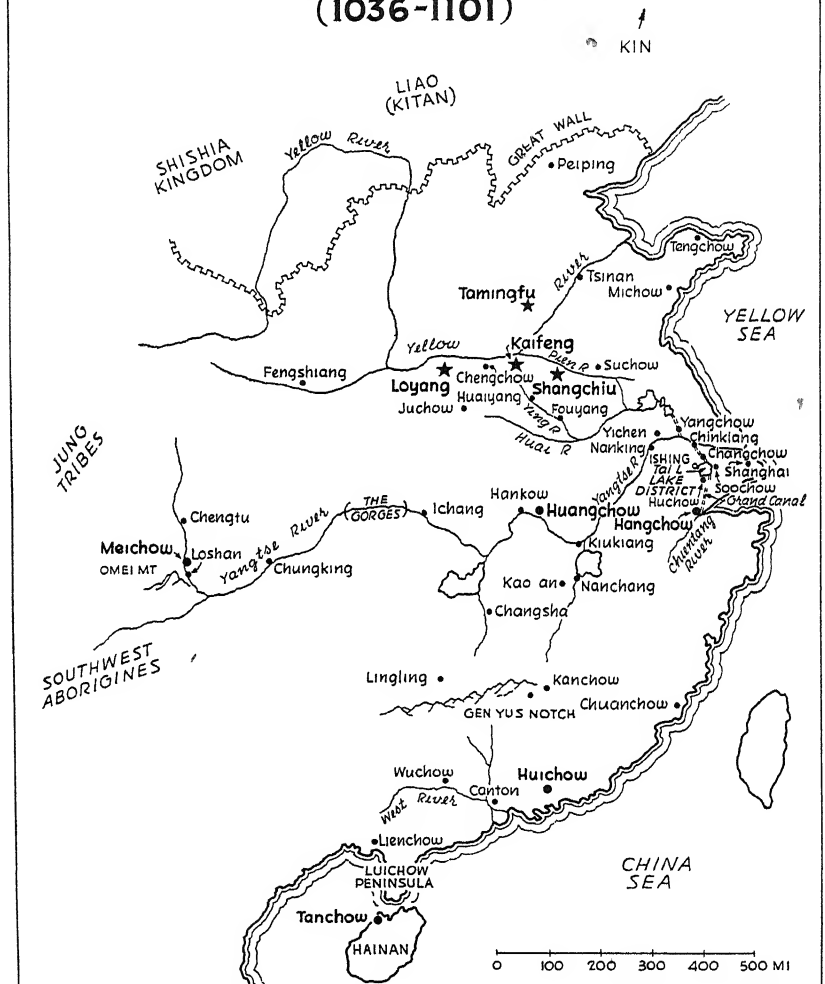 (1036-1101)
KIN
LIAO
(KITAN)
SHISHIA
KINGDOM
Yellow River
GREAT WALL
Peiping
Tengchow
River
Tsinan
Michow
Tamingfu
YELLOW
SEA
Yellow
Kaifeng
Pien R
Suchow
Fengshiang
Loyang
Chengchow
Shangchiu
Huaiyang
Juchow
Ying R
Fouyang
Huai R
Yichen
Yangchow
Nanking
Chinkiang
Changchow
ISHING
Shanghai
TAI L
LAKE
DISTRICT
Soochow
Grand Canal
Huchow
Hangchow
Chientang
River
JUNG
TRIBES
Chengtu
Yangtse River
(THE
GORGES)
Ichang
Hankow
Huangchow
Yangtse R
Kiukiang
Meichow
Loshan
OMEI MT
Chungking
Kao an
Nanchang
Changsha
SOUTHWEST
ABORIGINES
Lingling
Kanchow
GEN YUS NOTCH
Chuanchow
Wuchow
Huichow
Canton
West River
Lienchow
LUICHOW
PENINSULA
CHINA
SEA
Tanchow
HAINAN
0 100 200 300 400 500 MI